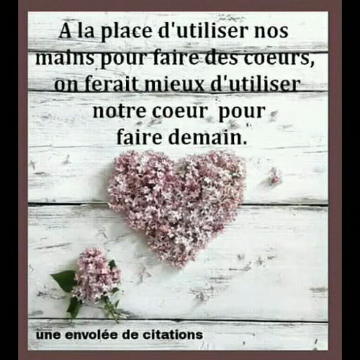 A la place d'utiliser nos
mains pour faire des coeurs,
on ferait mieux d'utiliser
notre coeur pour
faire demain.
une envolée de citations